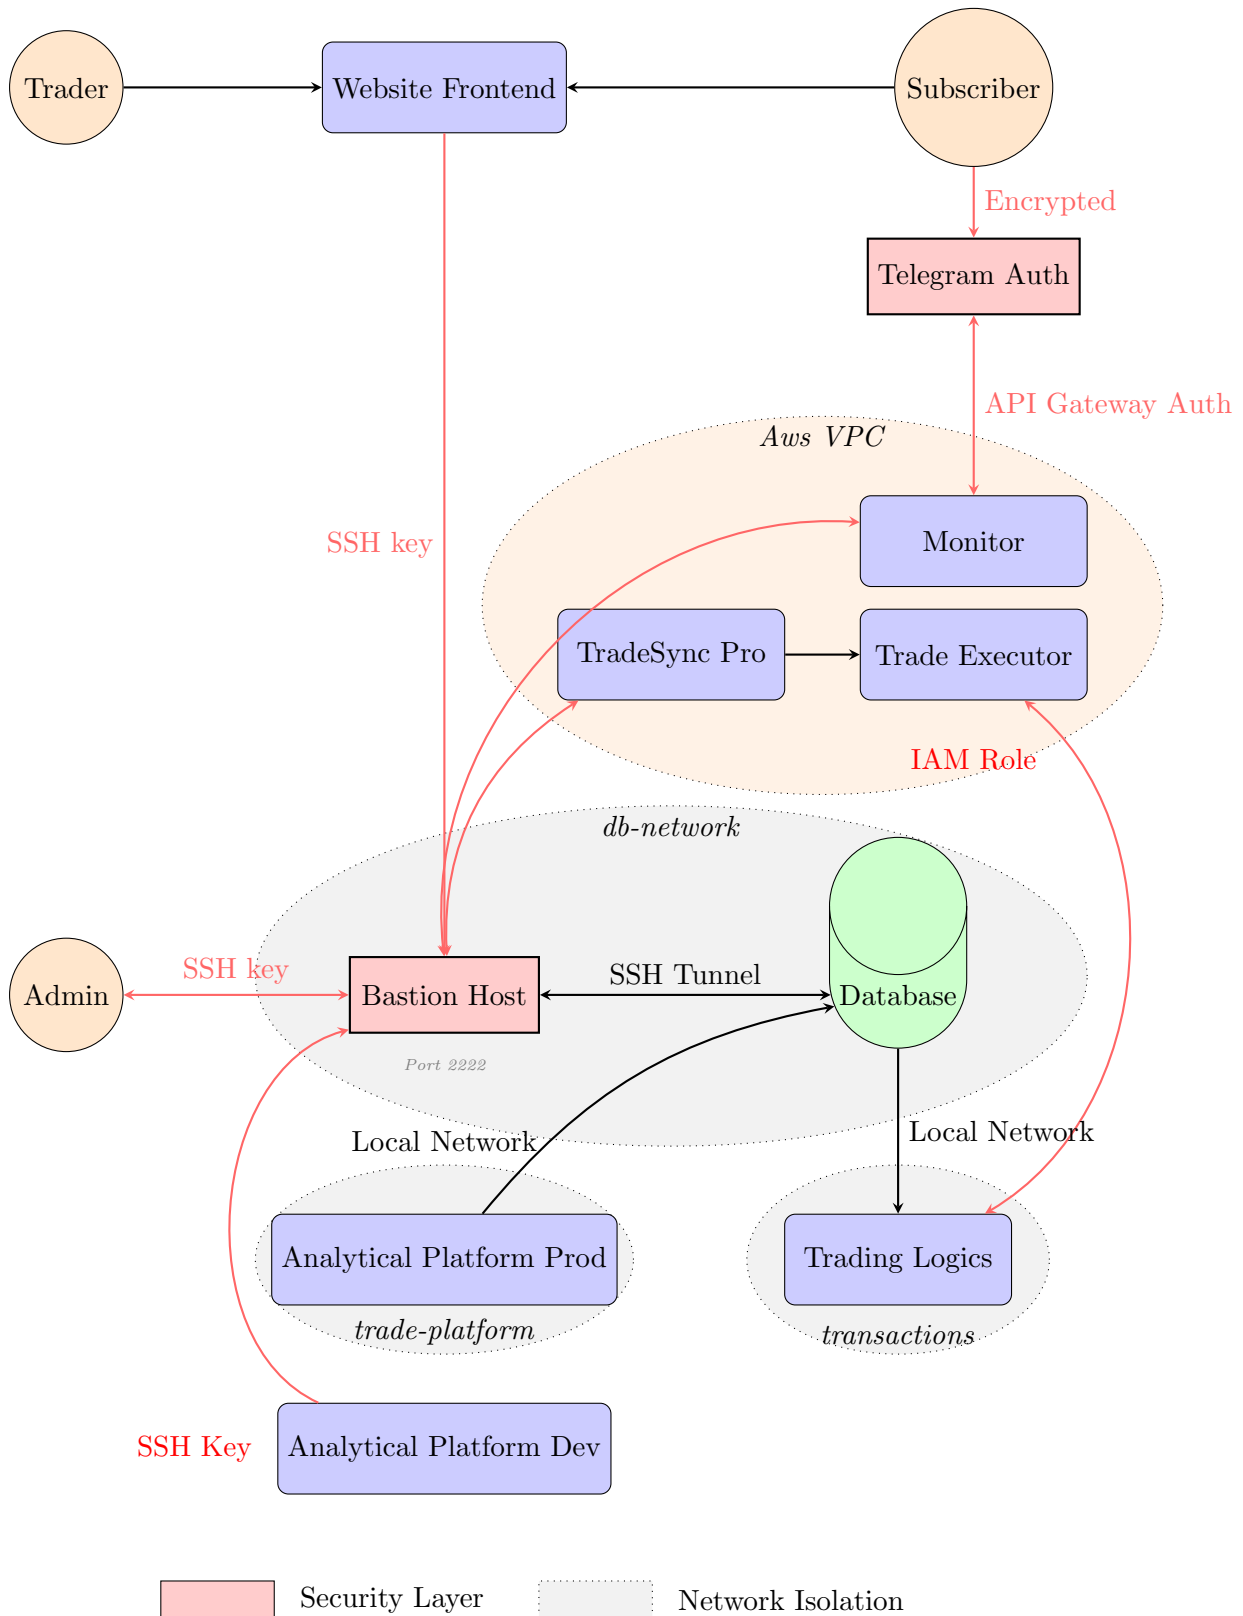 Trader
Website Frontend
Subscriber
Encrypted
Telegram Auth
API Gateway Auth
Aws VPC
SSH key
Monitor
TradeSync Pro
Trade Executor
IAM Role
db-network
SSH key
Admin
Bastion Host
SSH Tunnel
Database
Port 2222
Local Network
Local Network
Analytical Platform Prod
Trading Logics
trade-platform
transactions
SSH Key
Analytical Platform Dev
Security Layer
Network Isolation